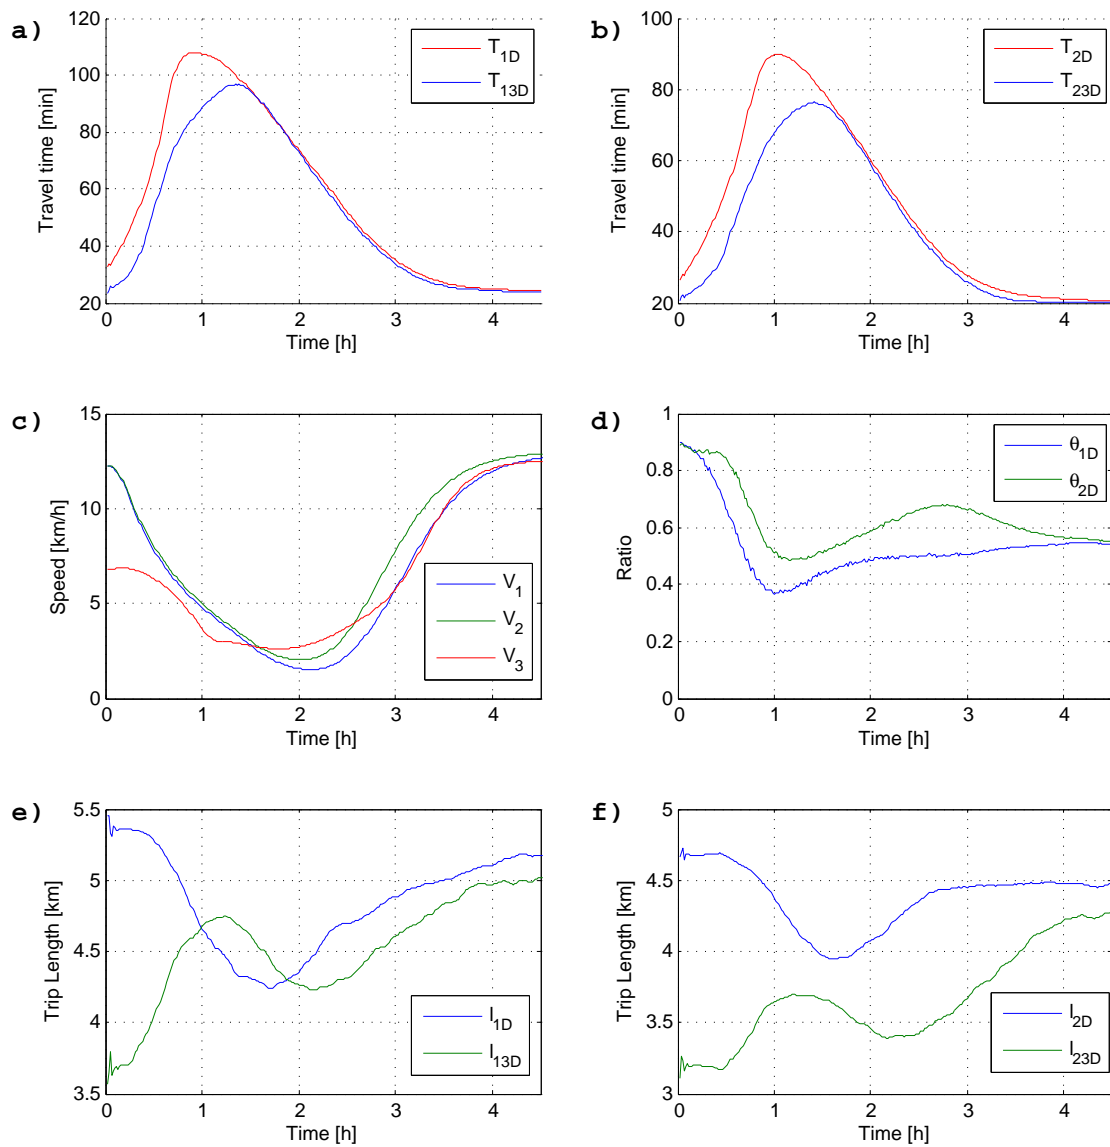 a)
120
100
80
60
40
20
Travel time [min]
0 1 2 3 4
Time [h]
T1D
T13D
b)
100
80
60
40
20
Travel time [min]
0 1 2 3 4
Time [h]
T2D
T23D
c)
15
10
5
0
Speed [km/h]
0 1 2 3 4
Time [h]
V1
V2
V3
d)
1
0.8
0.6
0.4
0.2
0
Ratio
0 1 2 3 4
Time [h]
θ1D
θ2D
e)
5.5
5
4.5
4
3.5
Trip Length [km]
0 1 2 3 4
Time [h]
l1D
l13D
f)
5
4.5
4
3.5
3
Trip Length [km]
0 1 2 3 4
Time [h]
l2D
l23D